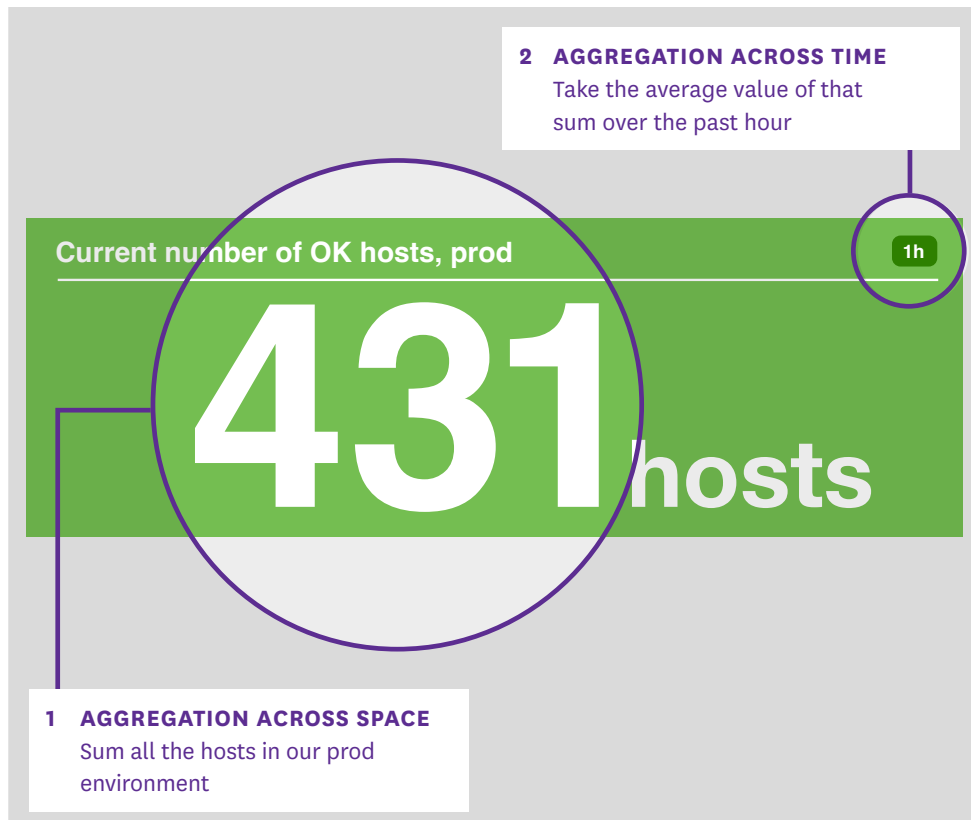 2 AGGREGATION ACROSS TIME
Take the average value of that
sum over the past hour
Current number of OK hosts, prod
1h
431 hosts
1 AGGREGATION ACROSS SPACE
Sum all the hosts in our prod
environment